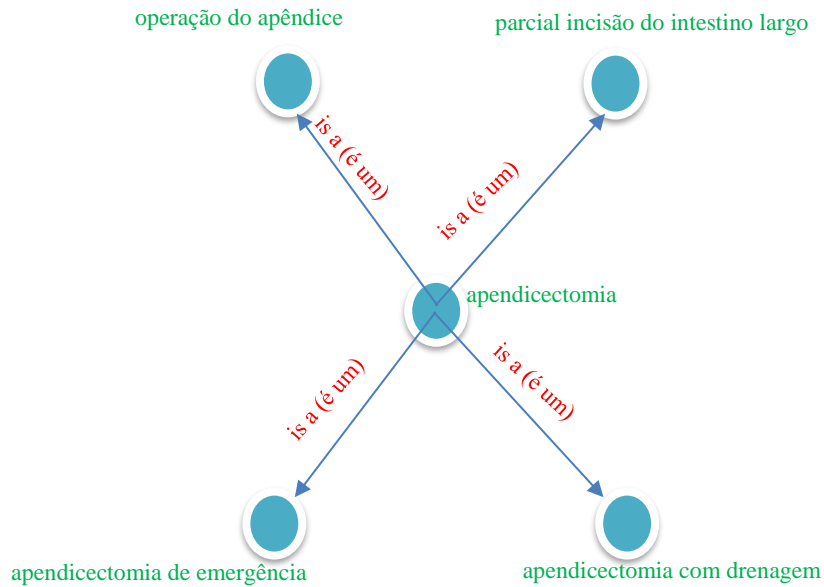 operação do apêndice
parcial incisão do intestino largo
is a (é um)
is a (é um)
apendicectomia
is a (é um)
is a (é um)
apendicectomia de emergência
apendicectomia com drenagem